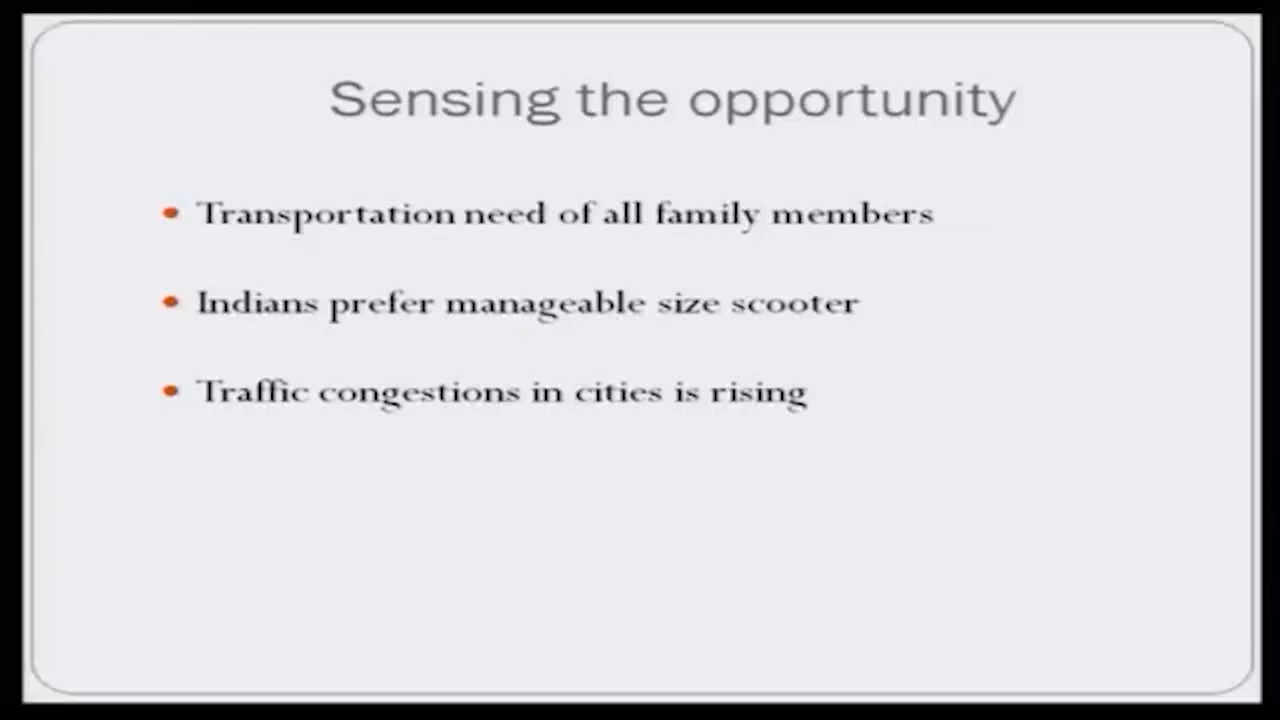 Sensing the opportunity
• Transportation need of all family members
• Indians prefer manageable size scooter
• Traffic congestions in cities is rising